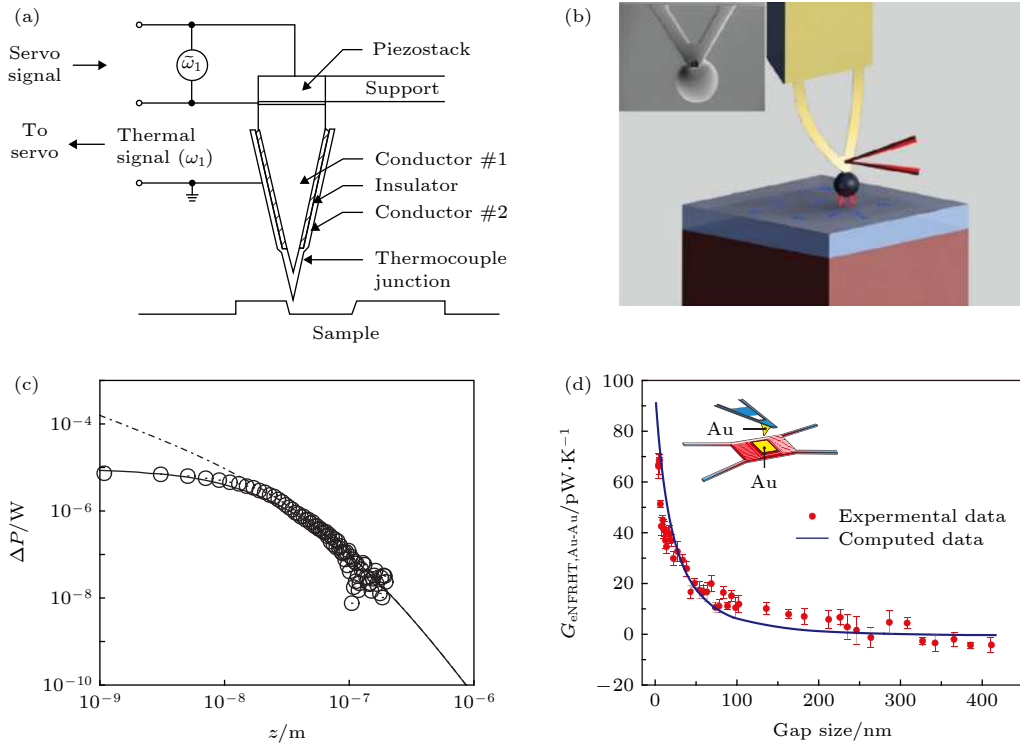 (a)
Servo
signal
ω̃₁
Piezostack
Support
To
servo
Thermal
signal (ω₁)
Conductor #1
Insulator
Conductor #2
Thermocouple
junction
Sample
(b)
(c)
10⁻⁴
10⁻⁶
10⁻⁸
10⁻¹⁰
ΔP/W
10⁻⁹
10⁻⁸
10⁻⁷
10⁻⁶
z/m
(d)
100
80
60
40
20
0
−20
G_eNFRHT,Au-Au/pW·K⁻¹
Au
Au
Expermental data
Computed data
0
100
200
300
400
Gap size/nm